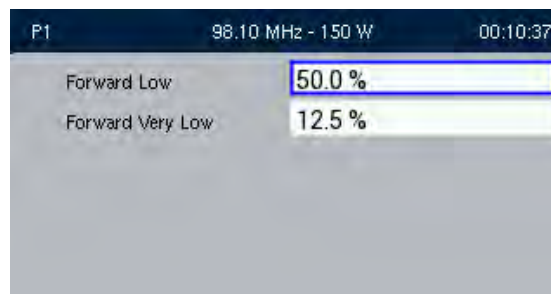 P1 98.10 MHz - 150 W 00:10:37
Forward Low 50.0 %
Forward Very Low 12.5 %